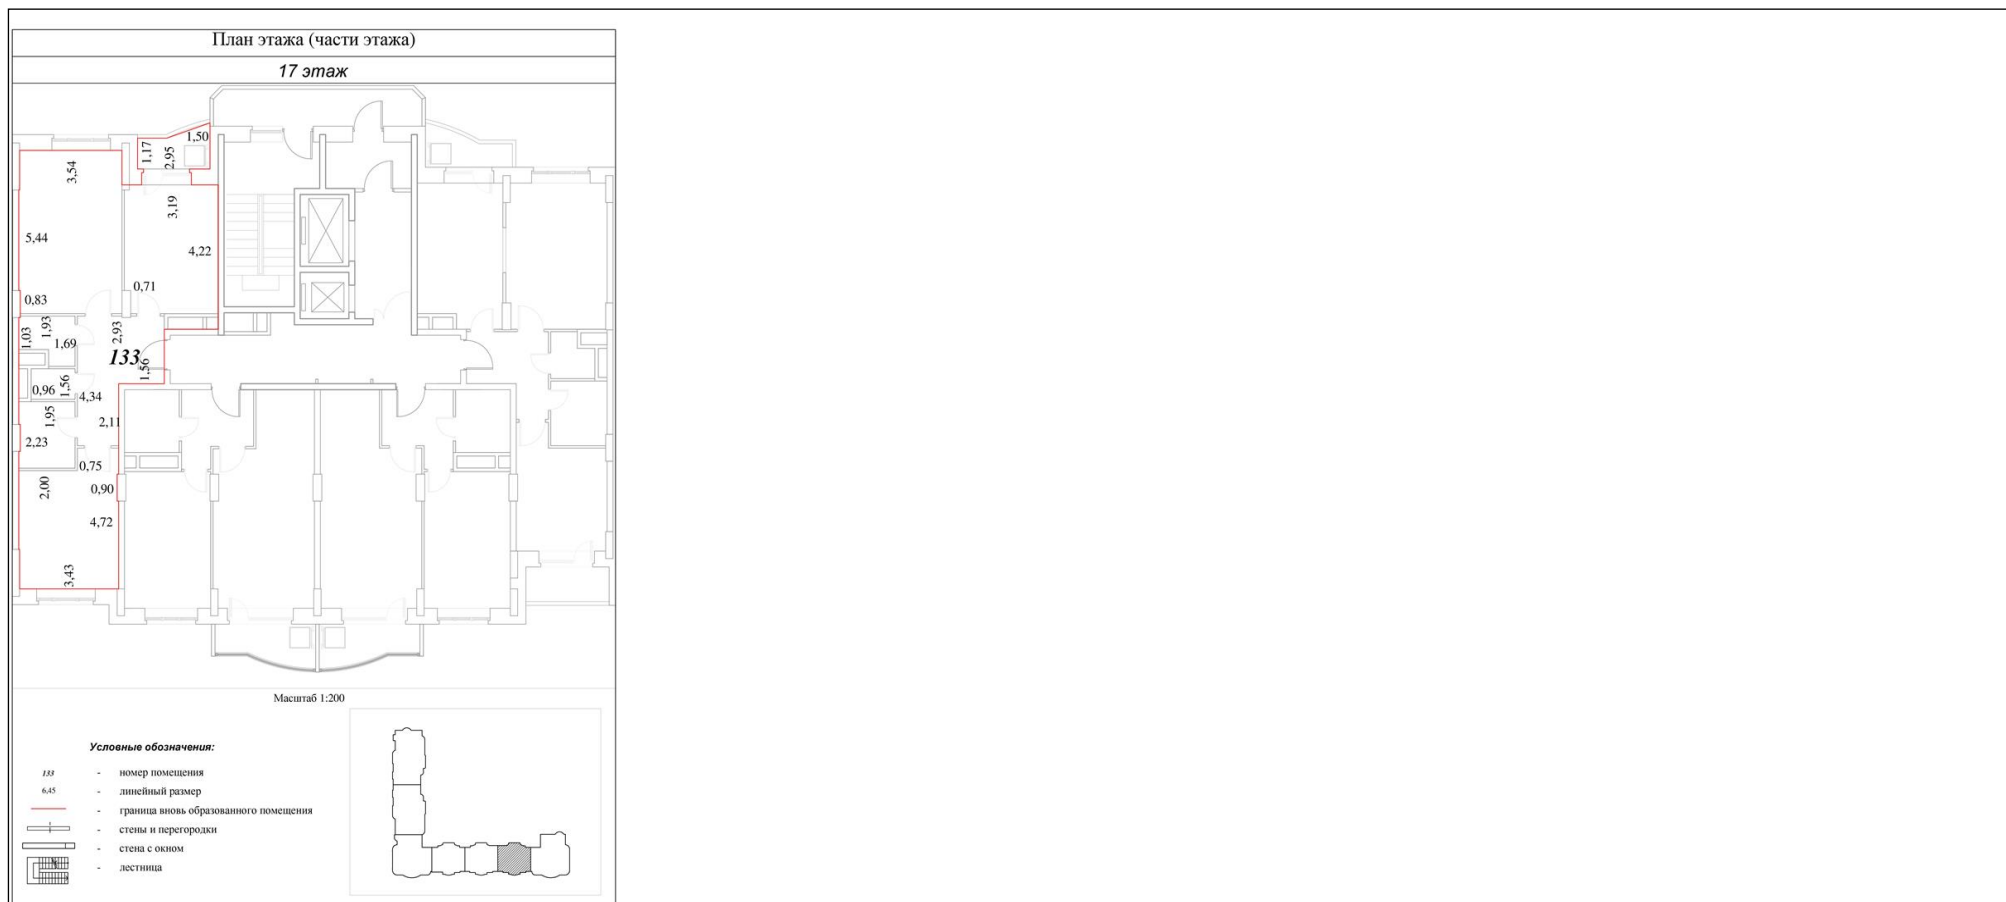 План этажа (части этажа)
17 этаж
1,50
1,17
2,95
3,54
3,19
5,44
4,22
0,71
0,83
1,03
1,93
2,93
1,69
133
1,56
0,96
1,56
4,34
1,95
2,11
2,23
0,75
2,00
0,90
4,72
3,43
Масштаб 1:200
Условные обозначения:
133 - номер помещения
6,45 - линейный размер
- граница вновь образованного помещения
- стены и перегородки
- стена с окном
- лестница